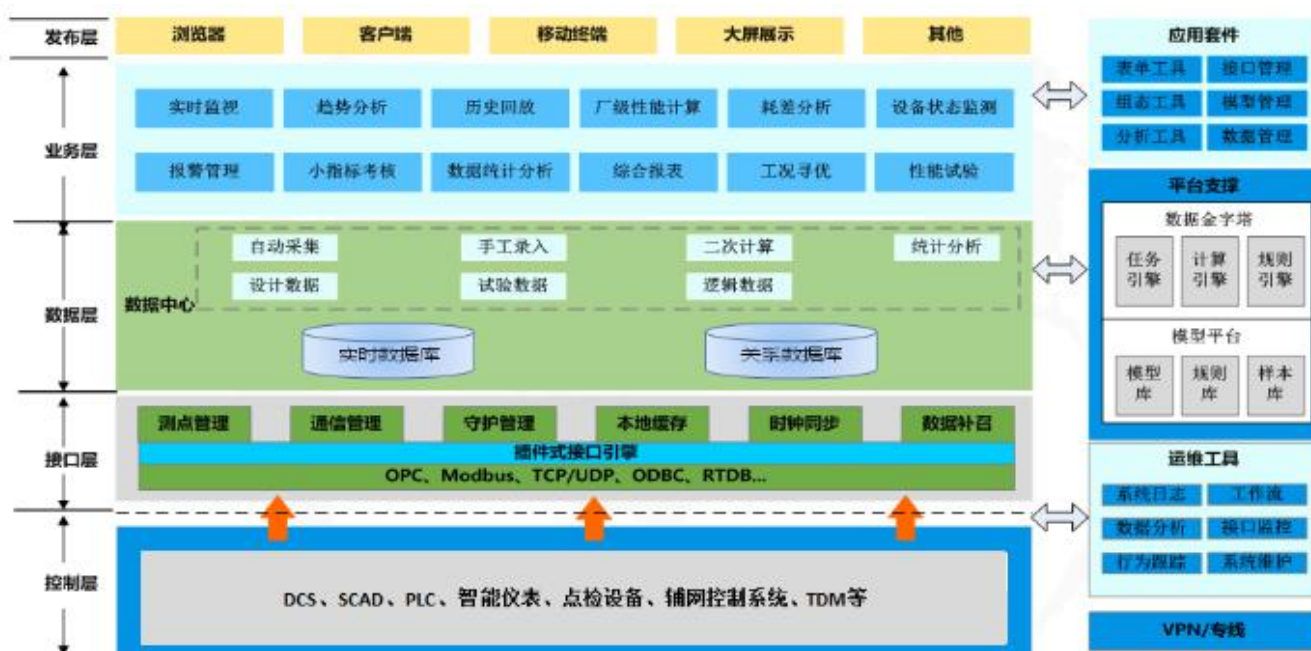 发布层
浏览器 客户端 移动终端 大屏展示 其他
业务层
实时监视 趋势分析 历史回放 厂级性能计算 耗差分析 设备状态监测
报警管理 小指标考核 数据统计分析 综合报表 工况寻优 性能试验
数据层
数据中心
自动采集 手工录入 二次计算 统计分析
设计数据 试验数据 逻辑数据
实时数据库 关系数据库
接口层
测点管理 通信管理 守护管理 本地缓存 时钟同步 数据补召
插件式接口引擎
OPC、Modbus、TCP/UDP、ODBC、RTDB...
控制层
DCS、SCAD、PLC、智能仪表、点检设备、辅网控制系统、TDM等
应用套件
表单工具 接口管理
组态工具 模型管理
分析工具 数据管理
平台支撑
数据金字塔
任务 计算 规则
引擎 引擎 引擎
模型平台
模型 规则 样本
库 库 库
运维工具
系统日志 工作流
数据分析 接口监控
行为跟踪 系统维护
VPN/专线